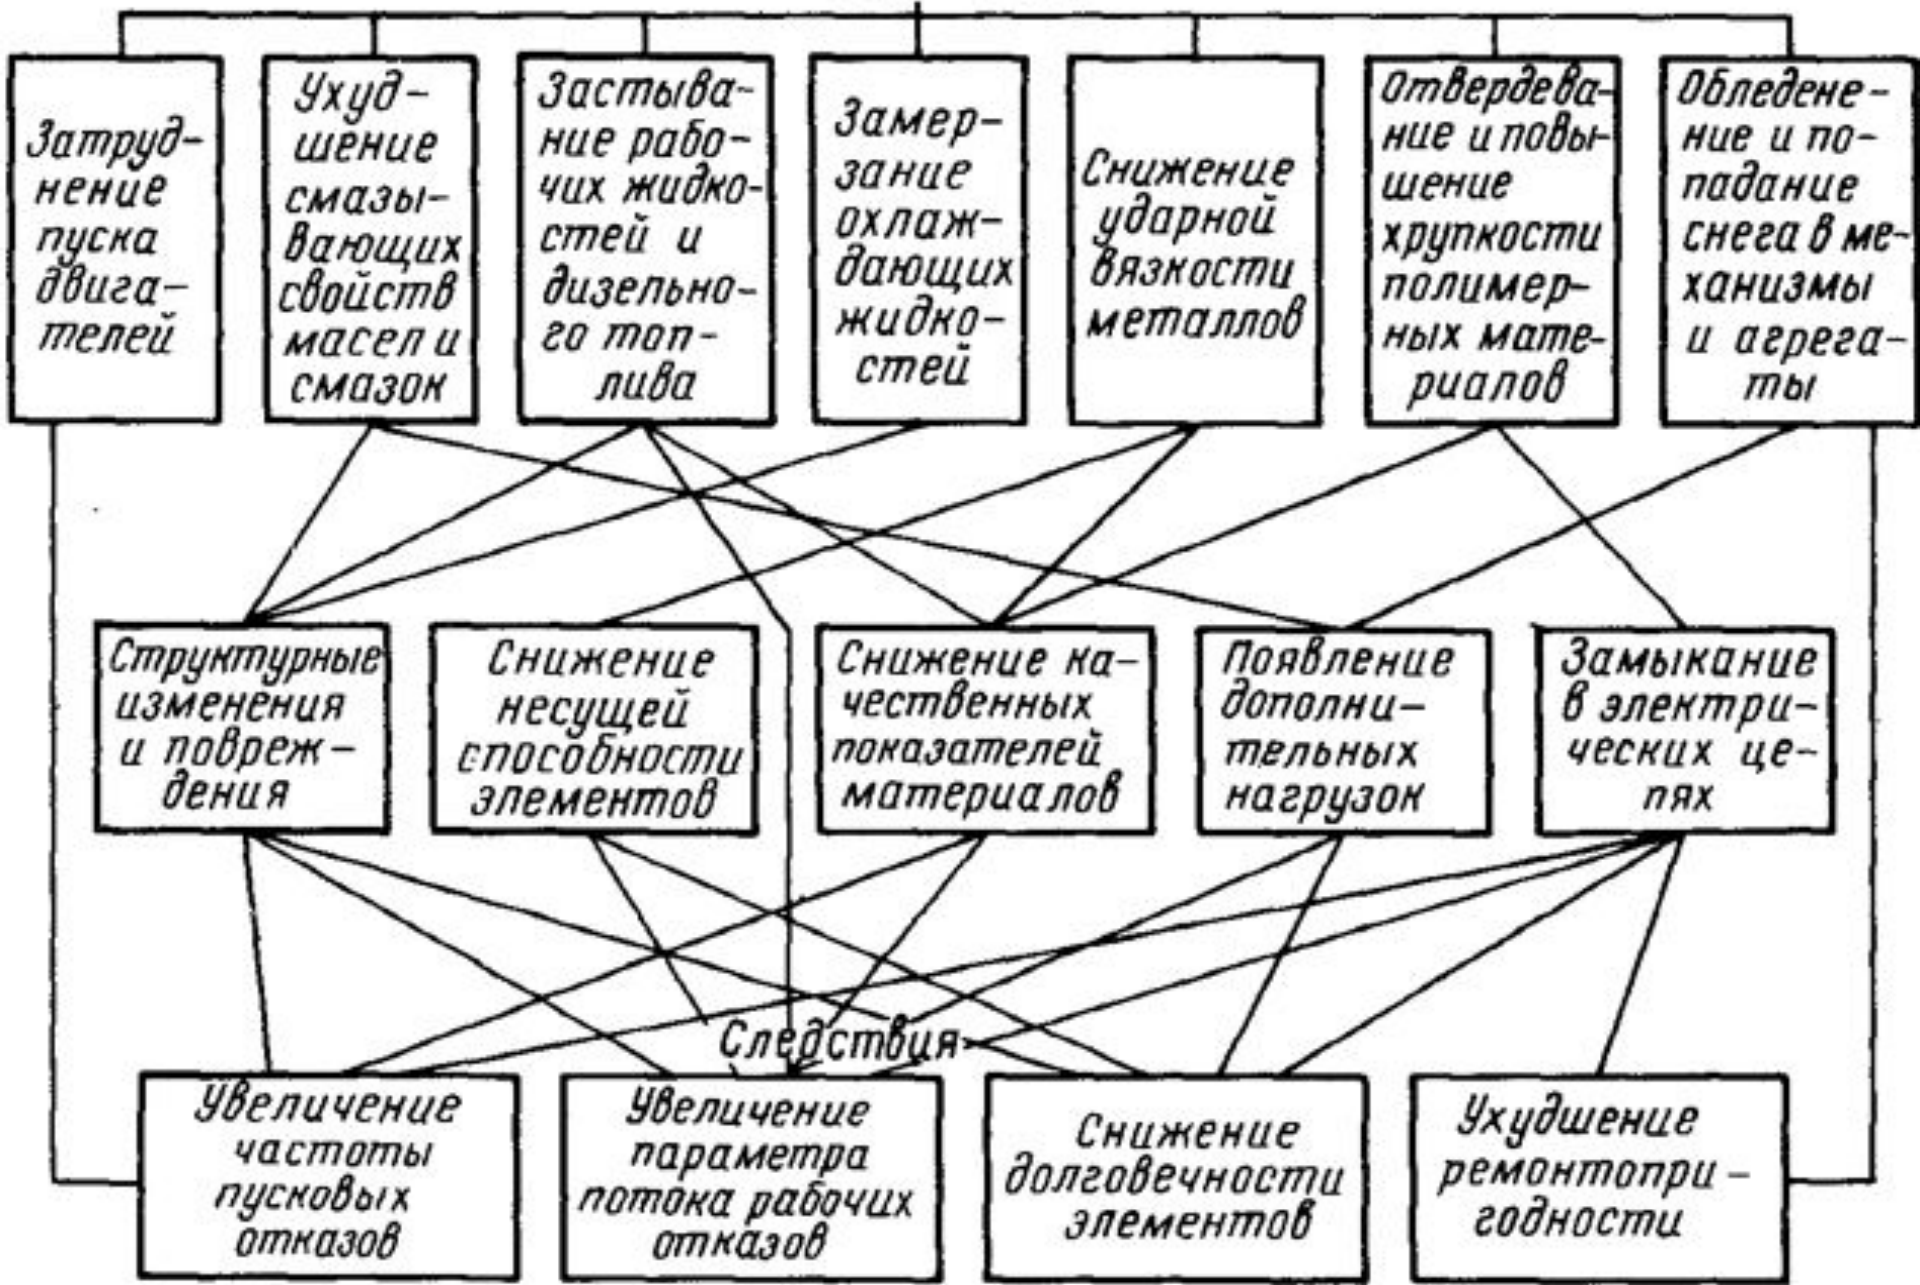 Затруд-
нение
пуска
двига-
телей
Ухуд-
шение
смазы-
вающих
свойств
масел и
смазок
Застыва-
ние рабо-
чих жидко-
стей и
дизельно-
го топ-
лива
Замер-
зание
охлаж-
дающих
жидко-
стей
Снижение
ударной
вязкости
металлов
Отвердева-
ние и повы-
шение
хрупкости
полимер-
ных мате-
риалов
Обледене-
ние и по-
падание
снега в ме-
ханизмы
и агрега-
ты
Структурные
изменения
и повреж-
дения
Снижение
несущей
способности
элементов
Снижение ка-
чественных
показателей
материалов
Появление
дополни-
тельных
нагрузок
Замыкание
в электри-
ческих це-
пях
Следствия
Увеличение
частоты
пусковых
отказов
Увеличение
параметра
потока рабочих
отказов
Снижение
долговечности
элементов
Ухудшение
ремонтопри-
годности